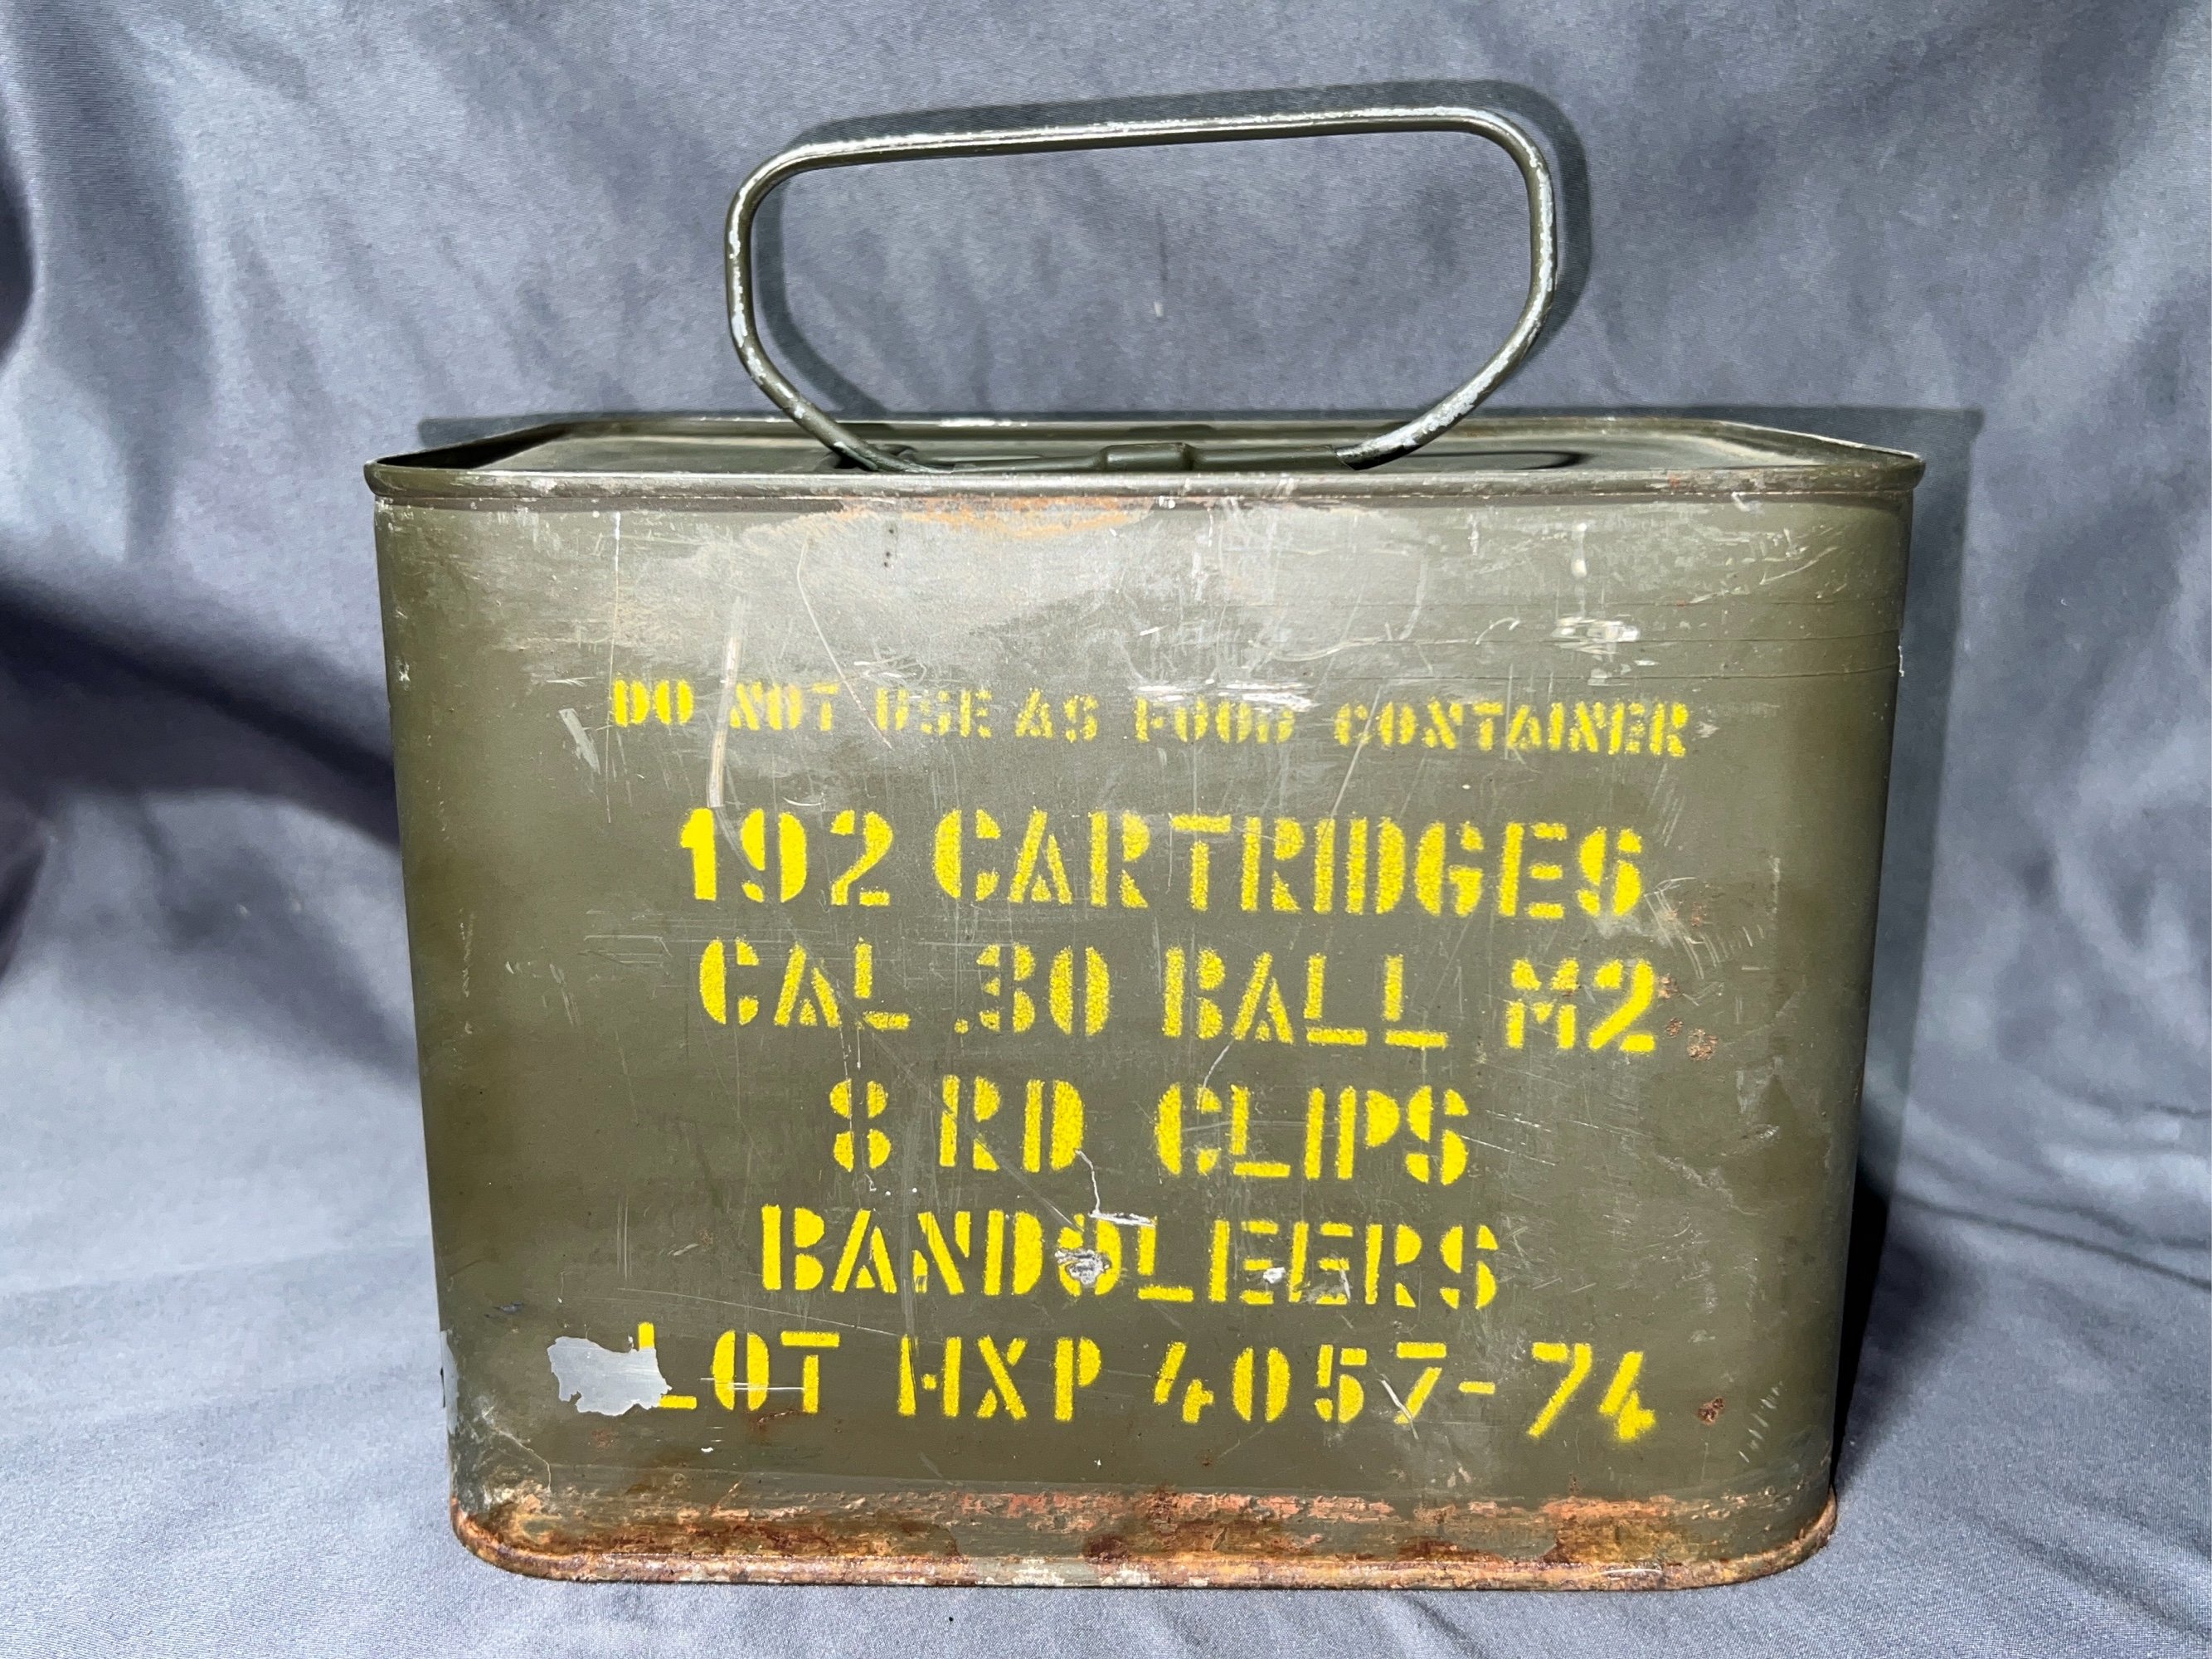 DO NOT USE AS FOOD CONTAINER
192 CARTRIDGES
CAL .30 BALL M2
8 RD CLIPS
BANDOLEERS
LOT HXP 4057-74